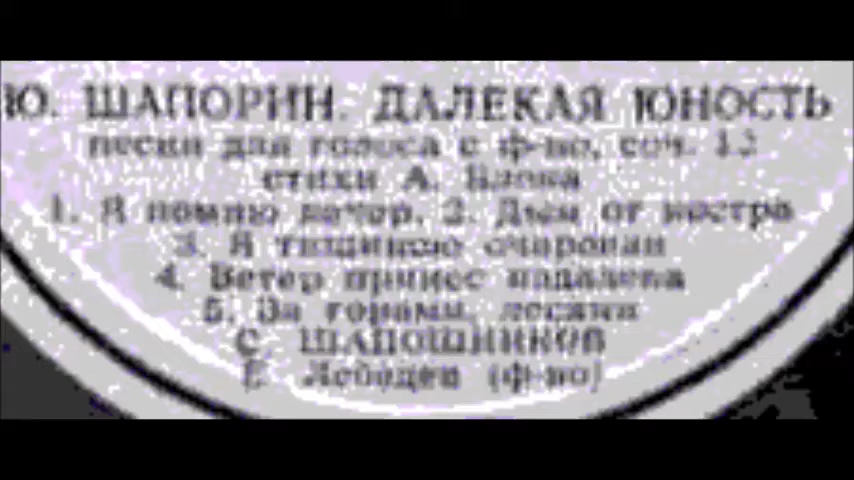 Ю. ШАПОРИН. ДАЛЕКАЯ ЮНОСТЬ
песни для голоса с ф-но, соч. 12
стихи А. Блока
1. Я помню вечер. 2. Дым от костра
3. Я тишиною очарован
4. Ветер принес издалека
5. За горами, лесами
С. ШАПОШНИКОВ
Е. Лебедев (ф-но)